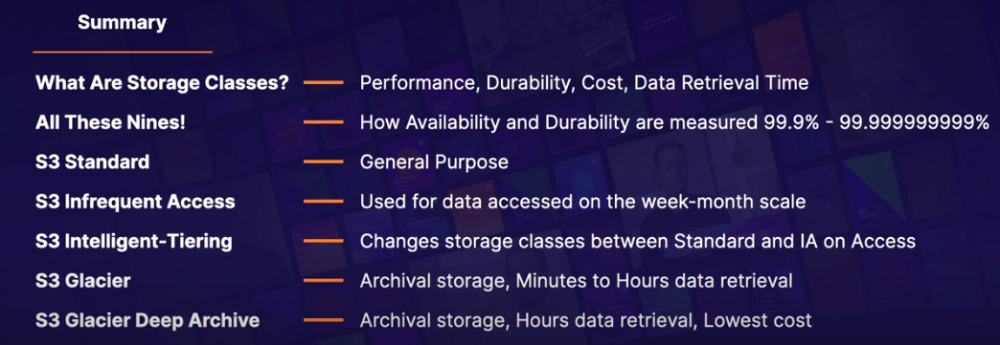 Summary
What Are Storage Classes? Performance, Durability, Cost, Data Retrieval Time
All These Nines! How Availability and Durability are measured 99.9% - 99.999999999%
S3 Standard General Purpose
S3 Infrequent Access Used for data accessed on the week-month scale
S3 Intelligent-Tiering Changes storage classes between Standard and IA on Access
S3 Glacier Archival storage, Minutes to Hours data retrieval
S3 Glacier Deep Archive Archival storage, Hours data retrieval, Lowest cost